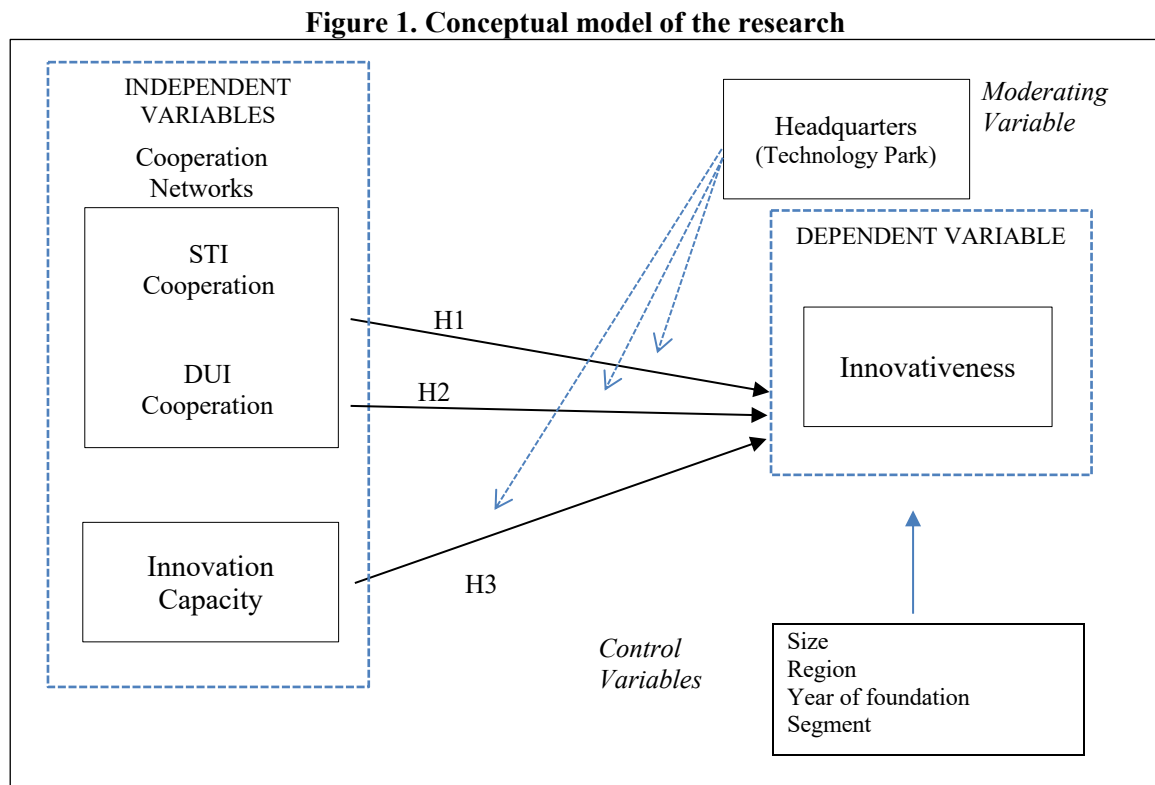 Figure 1. Conceptual model of the research
INDEPENDENT
VARIABLES
Cooperation
Networks
STI
Cooperation
DUI
Cooperation
Innovation
Capacity
H1
H2
H3
Headquarters
(Technology Park)
Moderating
Variable
DEPENDENT VARIABLE
Innovativeness
Control
Variables
Size
Region
Year of foundation
Segment